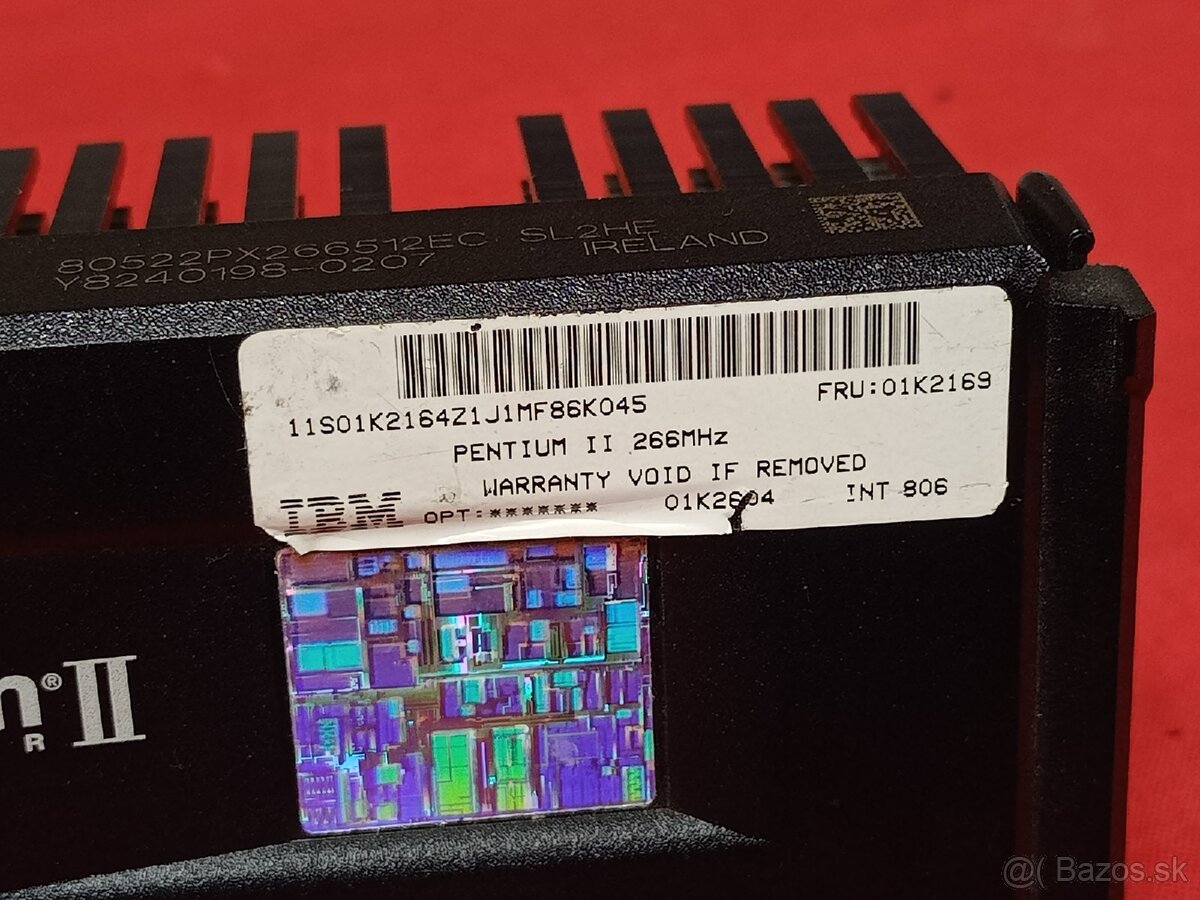 80522PX266512EC SL2HE
Y8240198-0207 IRELAND
11S01K2164Z1J1MF86K045
FRU:01K2169
PENTIUM II 266MHz
WARRANTY VOID IF REMOVED
IBM OPT:******* 01K2694 INT 806
n® II
R
@( Bazos.sk